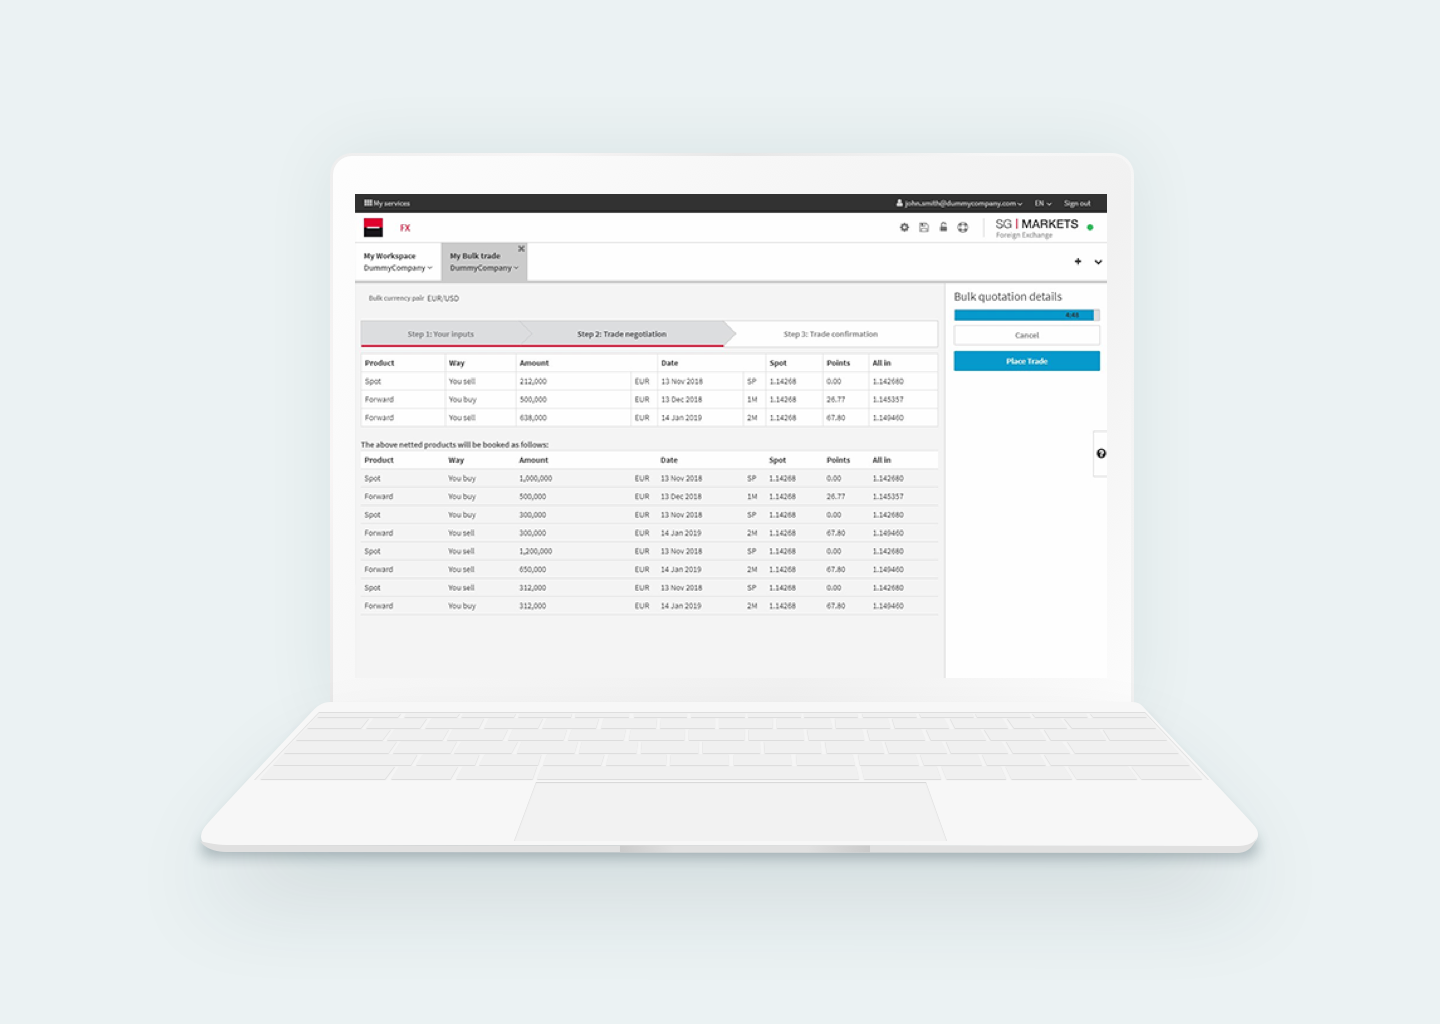 My services john.smith@dummycompany.com EN Sign out
FX SG | MARKETS
Foreign Exchange
My Workspace My Bulk trade
DummyCompany DummyCompany
Bulk currency pair EUR/USD
Bulk quotation details
4:48
Cancel
Place Trade
Step 1: Your inputs Step 2: Trade negotiation Step 3: Trade confirmation
Product Way Amount Date Spot Points All in
Spot You sell 212,000 EUR 13 Nov 2018 SP 1.14268 0.00 1.142680
Forward You buy 500,000 EUR 13 Dec 2018 1M 1.14268 26.77 1.145357
Forward You sell 638,000 EUR 14 Jan 2019 2M 1.14268 67.80 1.149460
The above netted products will be booked as follows:
Product Way Amount Date Spot Points All in
Spot You buy 1,000,000 EUR 13 Nov 2018 SP 1.14268 0.00 1.142680
Forward You buy 500,000 EUR 13 Dec 2018 1M 1.14268 26.77 1.145357
Spot You buy 300,000 EUR 13 Nov 2018 SP 1.14268 0.00 1.142680
Forward You sell 300,000 EUR 14 Jan 2019 2M 1.14268 67.80 1.149460
Spot You sell 1,200,000 EUR 13 Nov 2018 SP 1.14268 0.00 1.142680
Forward You sell 650,000 EUR 14 Jan 2019 2M 1.14268 67.80 1.149460
Spot You sell 312,000 EUR 13 Nov 2018 SP 1.14268 0.00 1.142680
Forward You buy 312,000 EUR 14 Jan 2019 2M 1.14268 67.80 1.149460